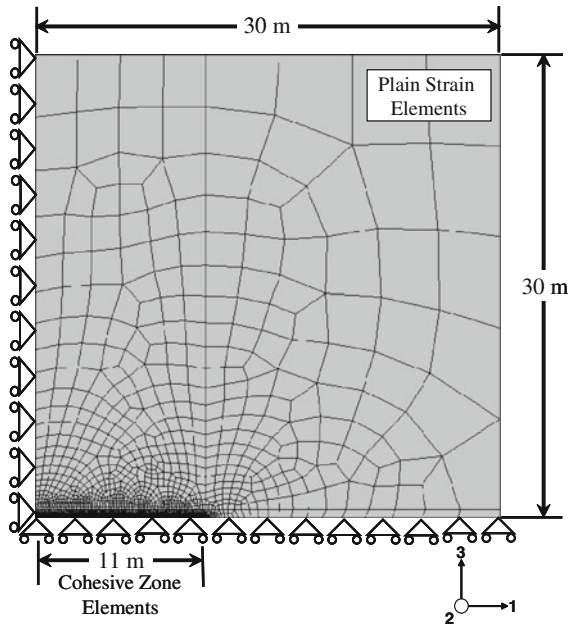 30 m
Plain Strain
Elements
30 m
11 m
Cohesive Zone
Elements
3
2
1